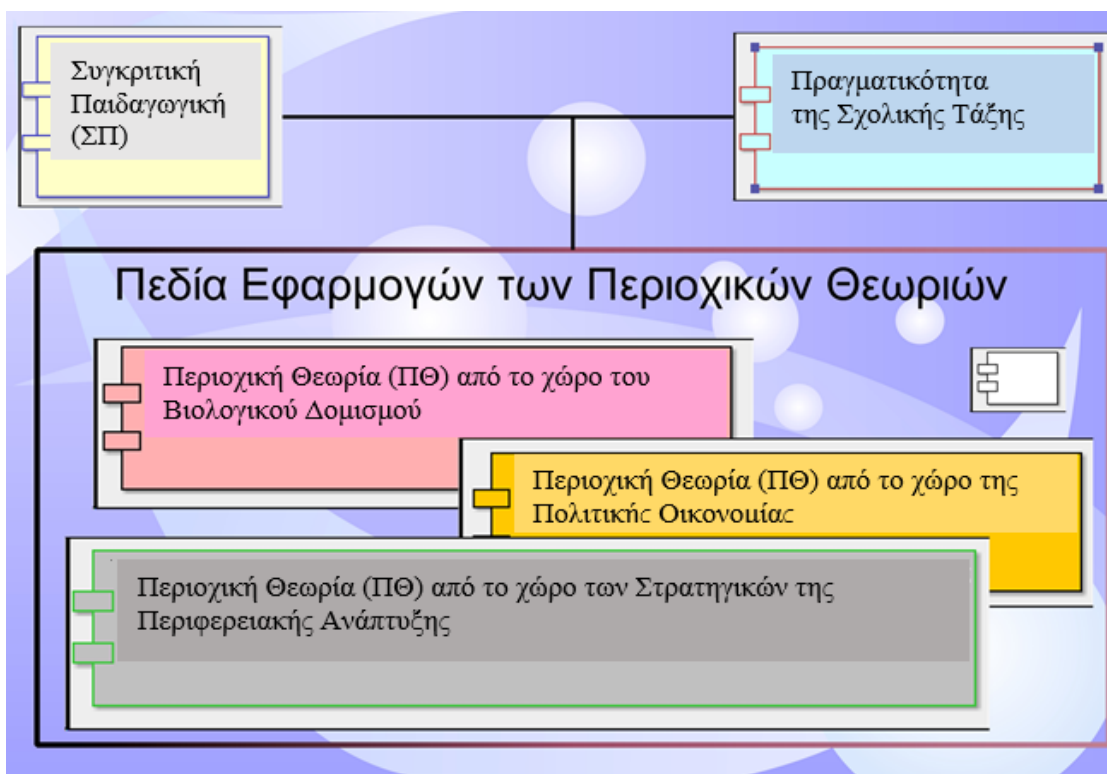 Συγκριτική
Παιδαγωγική
(ΣΠ)
Πραγματικότητα
της Σχολικής Τάξης
Πεδία Εφαρμογών των Περιοχικών Θεωριών
Περιοχική Θεωρία (ΠΘ) από το χώρο του
Βιολογικού Δομισμού
Περιοχική Θεωρία (ΠΘ) από το χώρο της
Πολιτικής Οικονομίας
Περιοχική Θεωρία (ΠΘ) από το χώρο των Στρατηγικών της
Περιφερειακής Ανάπτυξης